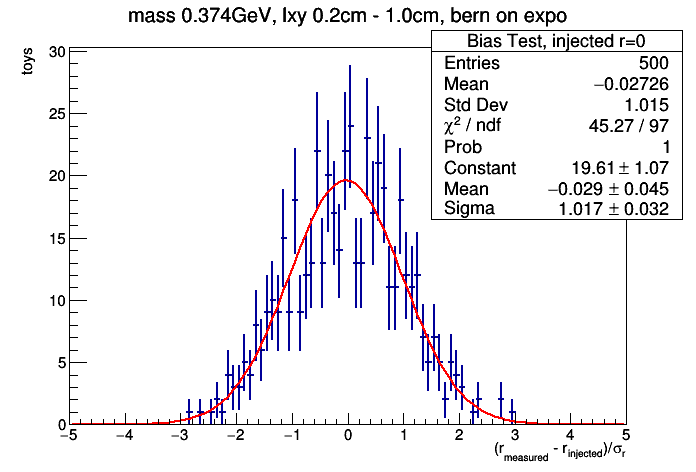 mass 0.374GeV, lxy 0.2cm - 1.0cm, bern on expo
Bias Test, injected r=0
Entries 500
Mean −0.02726
Std Dev 1.015
χ² / ndf 45.27 / 97
Prob 1
Constant 19.61 ± 1.07
Mean −0.029 ± 0.045
Sigma 1.017 ± 0.032
toys
30
25
20
15
10
5
0
−5 −4 −3 −2 −1 0 1 2 3 4 5
(r_measured - r_injected)/σ_r